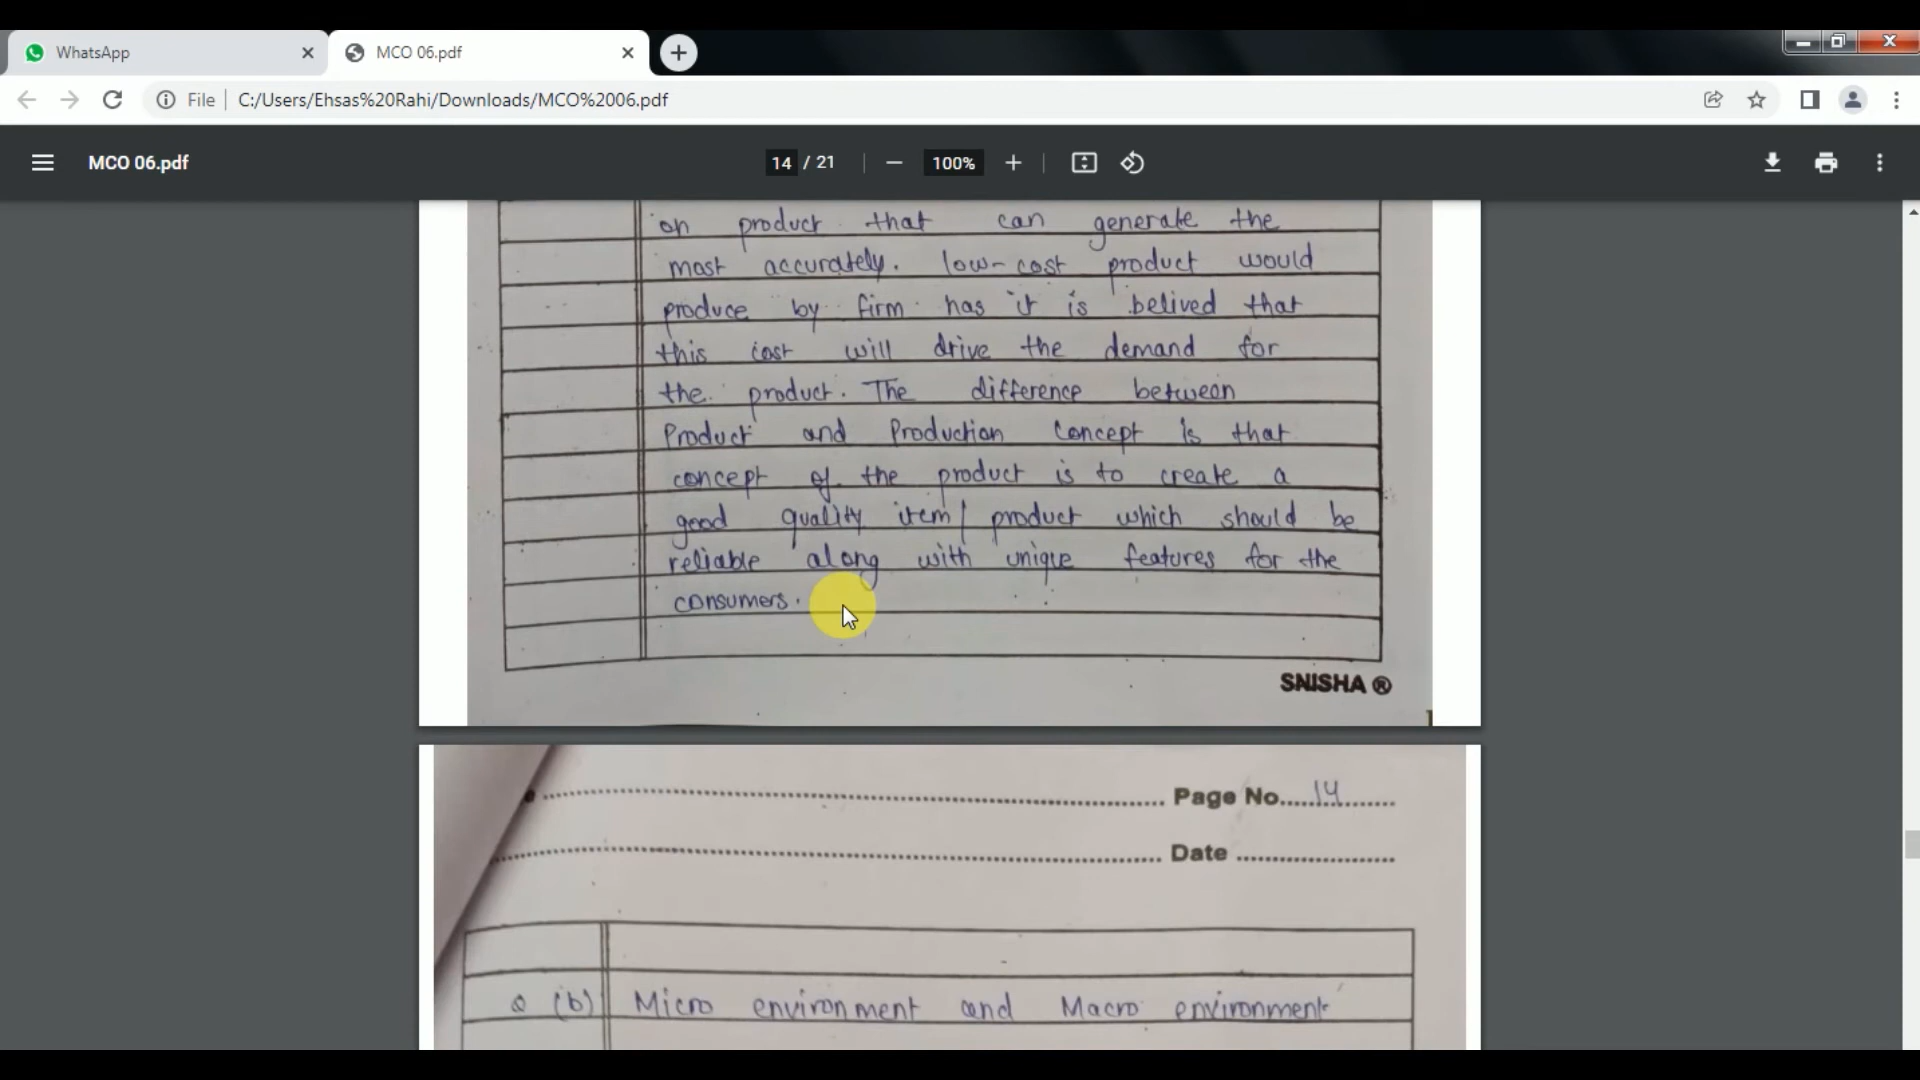 WhatsApp
MCO 06.pdf
File
C:/Users/Ehsas%20Rahi/Downloads/MCO%2006.pdf
MCO 06.pdf
14 / 21
100%
on product that can generate the
most accurately. low-cost product would
produce by firm has it is belived that
this cost will drive the demand for
the product. The difference between
Product and Production Concept is that
concept of the product is to create a
good quality item/ product which should be
reliable along with unique features for the
consumers.
SNISHA ®
Page No. 14
Date
Q (b) Micro environment and Macro environment